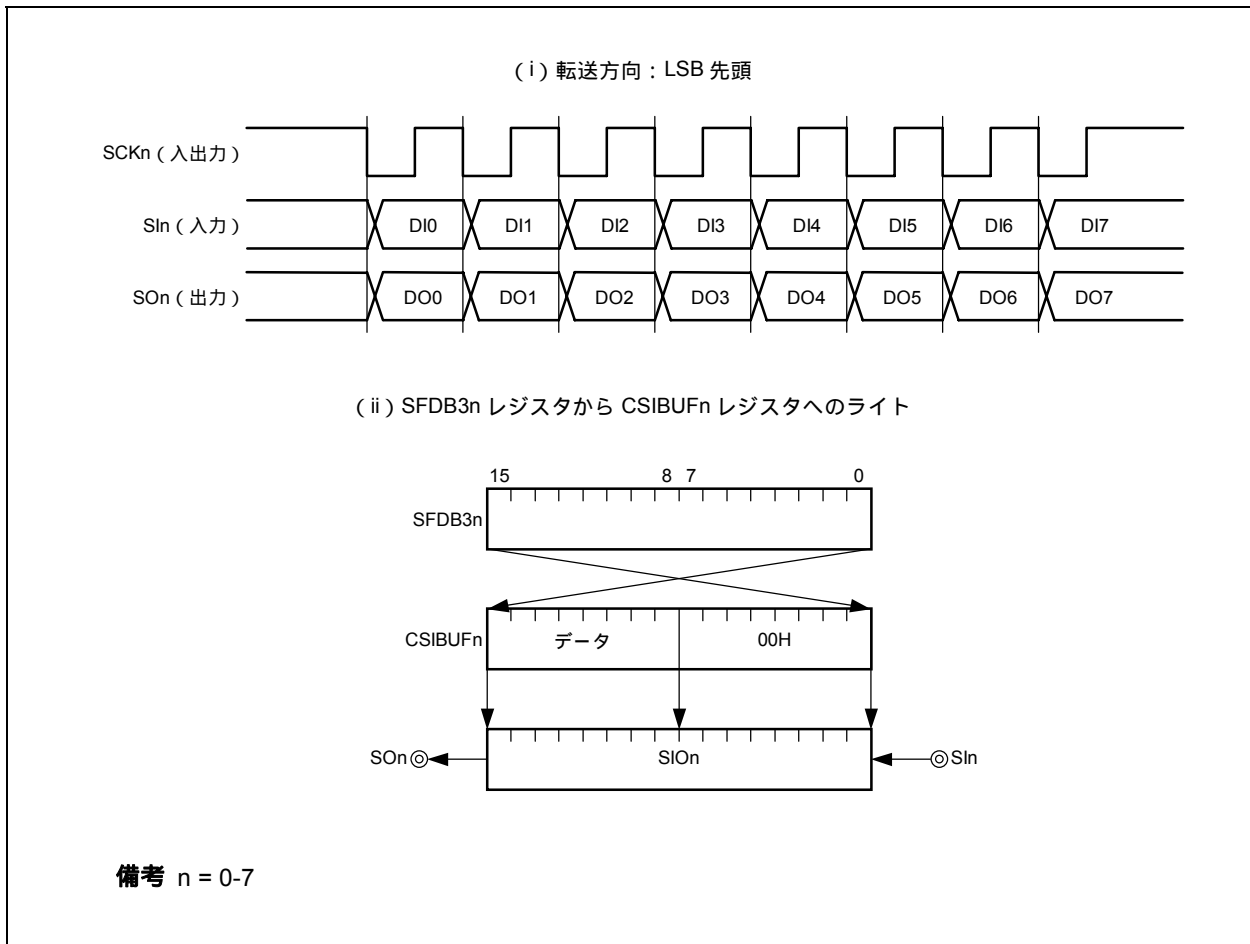 （i）転送方向：LSB 先頭
SCKn（入出力）
SIn（入力） DI0 DI1 DI2 DI3 DI4 DI5 DI6 DI7
SOn（出力） DO0 DO1 DO2 DO3 DO4 DO5 DO6 DO7
（ii）SFDB3n レジスタから CSIBUFn レジスタへのライト
15 8 7 0
SFDB3n
CSIBUFn データ 00H
SOn SIOn SIn
備考 n = 0-7